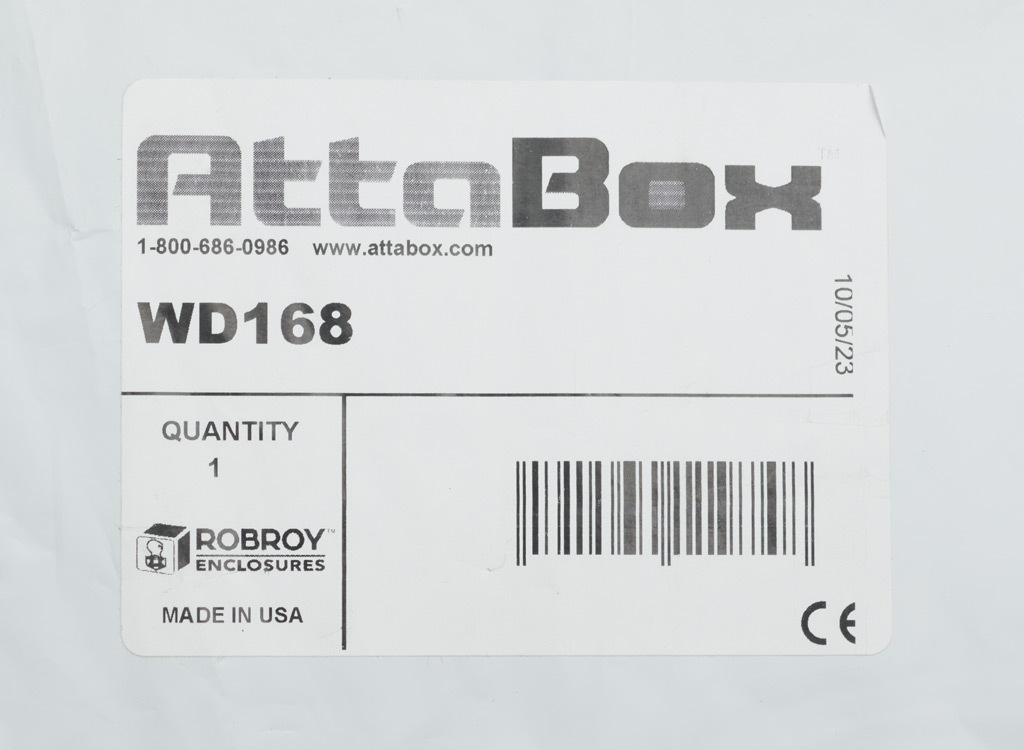 AttaBox™
1-800-686-0986 www.attabox.com
WD168
10/05/23
QUANTITY
1
ROBROY™
ENCLOSURES
MADE IN USA
CE